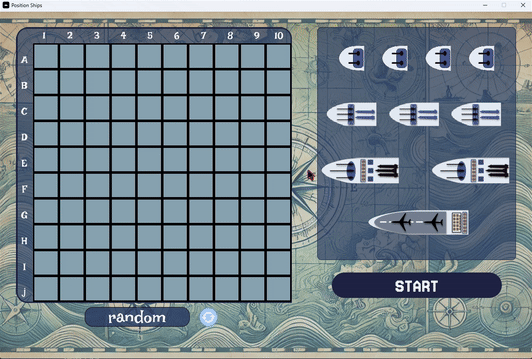 Position Ships
1 2 3 4 5 6 7 8 9 10
A
B
C
D
E
F
G
H
I
J
START
random